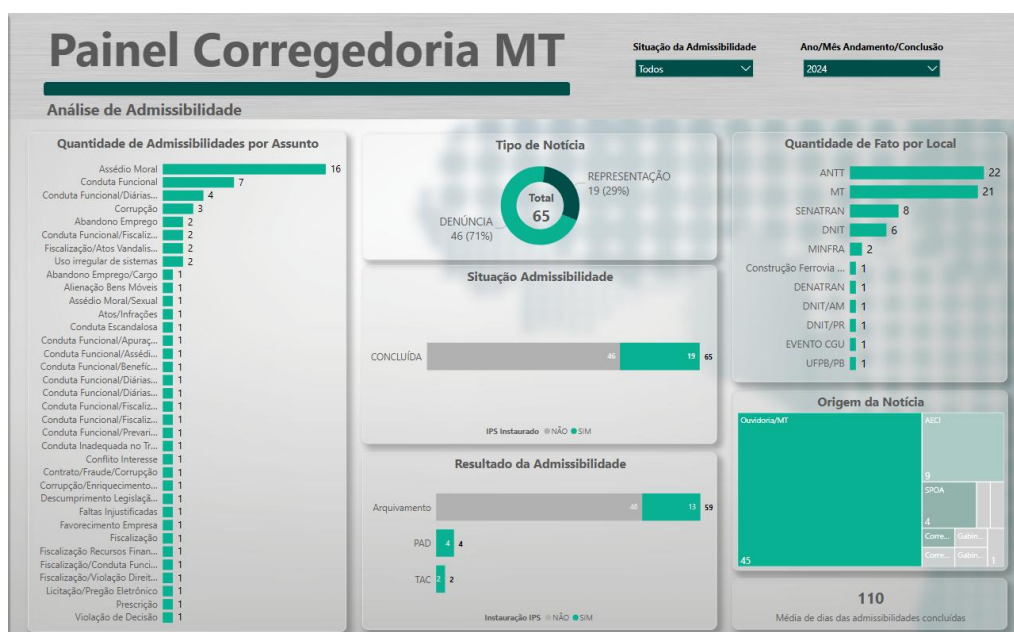 Painel Corregedoria MT
Situação da Admissibilidade
Todos
Ano/Mês Andamento/Conclusão
2024
Análise de Admissibilidade
Quantidade de Admissibilidades por Assunto
Assédio Moral 16
Conduta Funcional 7
Conduta Funcional/Diárias... 4
Corrupção 3
Abandono Emprego 2
Conduta Funcional/Fiscaliz... 2
Fiscalização/Atos Vandalis... 2
Uso irregular de sistemas 2
Abandono Emprego/Cargo 1
Alienação Bens Móveis 1
Assédio Moral/Sexual 1
Atos/Infrações 1
Conduta Escandalosa 1
Conduta Funcional/Apuraç... 1
Conduta Funcional/Assédi... 1
Conduta Funcional/Benefíc... 1
Conduta Funcional/Diárias... 1
Conduta Funcional/Diárias... 1
Conduta Funcional/Fiscaliz... 1
Conduta Funcional/Fiscaliz... 1
Conduta Funcional/Prevari... 1
Conduta Inadequada no Tr... 1
Conflito Interesse 1
Contrato/Fraude/Corrupção 1
Corrupção/Enriquecimento... 1
Descumprimento Legislaçã... 1
Faltas Injustificadas 1
Favorecimento Empresa 1
Fiscalização 1
Fiscalização Recursos Finan... 1
Fiscalização/Conduta Funci... 1
Fiscalização/Violação Direit... 1
Licitação/Pregão Eletrônico 1
Prescrição 1
Violação de Decisão 1
Tipo de Notícia
REPRESENTAÇÃO
19 (29%)
Total
65
DENÚNCIA
46 (71%)
Situação Admissibilidade
CONCLUÍDA 46 19 65
IPS Instaurado NÃO SIM
Resultado da Admissibilidade
Arquivamento 46 13 59
PAD 4 4
TAC 2 2
Instauração IPS NÃO SIM
Quantidade de Fato por Local
ANTT 22
MT 21
SENATRAN 8
DNIT 6
MINFRA 2
Construção Ferrovia ... 1
DENATRAN 1
DNIT/AM 1
DNIT/PR 1
EVENTO CGU 1
UFPB/PB 1
Origem da Notícia
Ouvidoria/MT
45
AECI
9
SPOA
4
Corre... Gabin...
Corre... Gabin... 1
110
Média de dias das admissibilidades concluídas